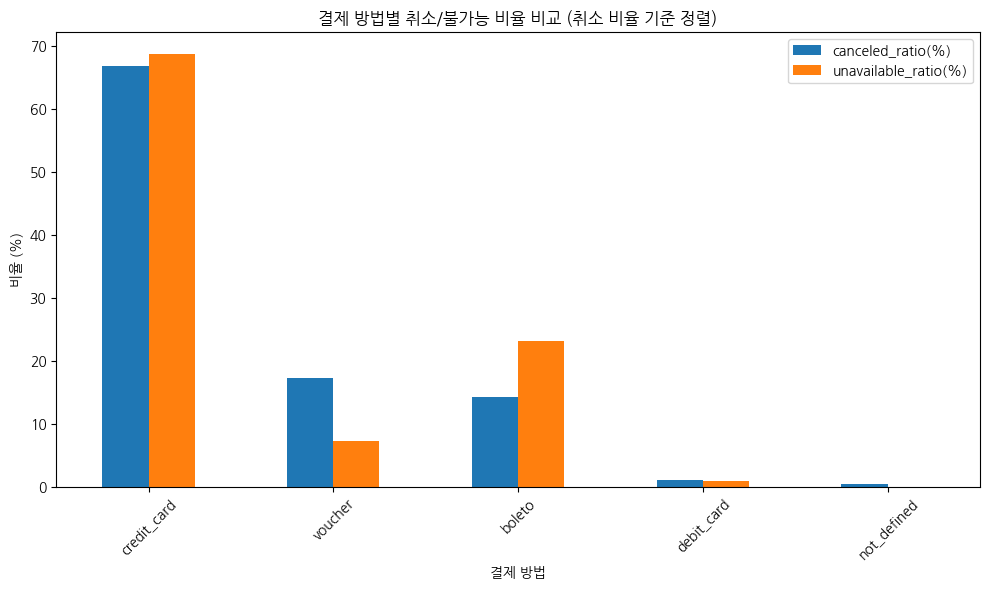 결제 방법별 취소/불가능 비율 비교 (취소 비율 기준 정렬)
canceled_ratio(%)
unavailable_ratio(%)
비율 (%)
70
60
50
40
30
20
10
0
credit_card
voucher
boleto
debit_card
not_defined
결제 방법